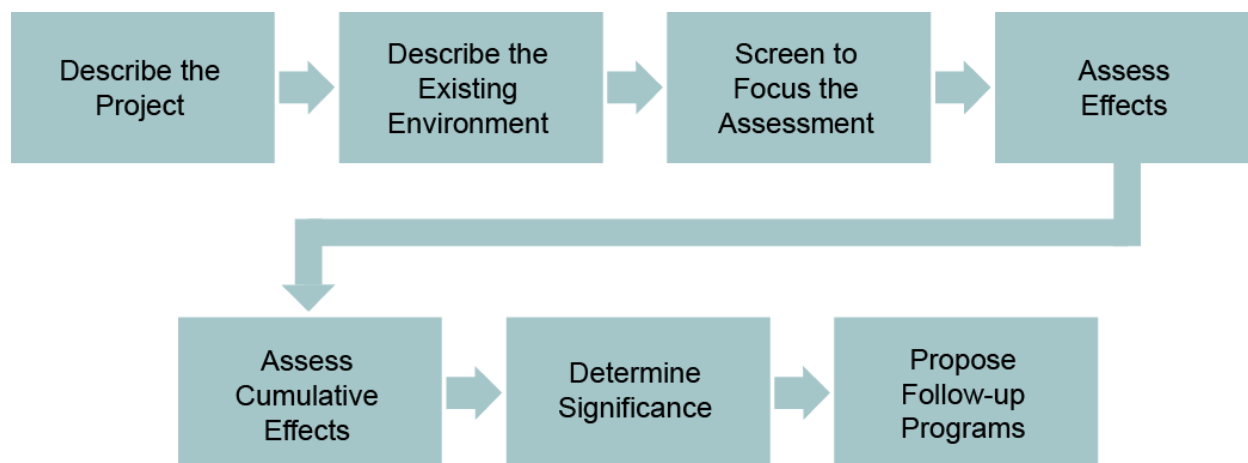 Describe the
Project
Describe the
Existing
Environment
Screen to
Focus the
Assessment
Assess
Effects
Assess
Cumulative
Effects
Determine
Significance
Propose
Follow-up
Programs